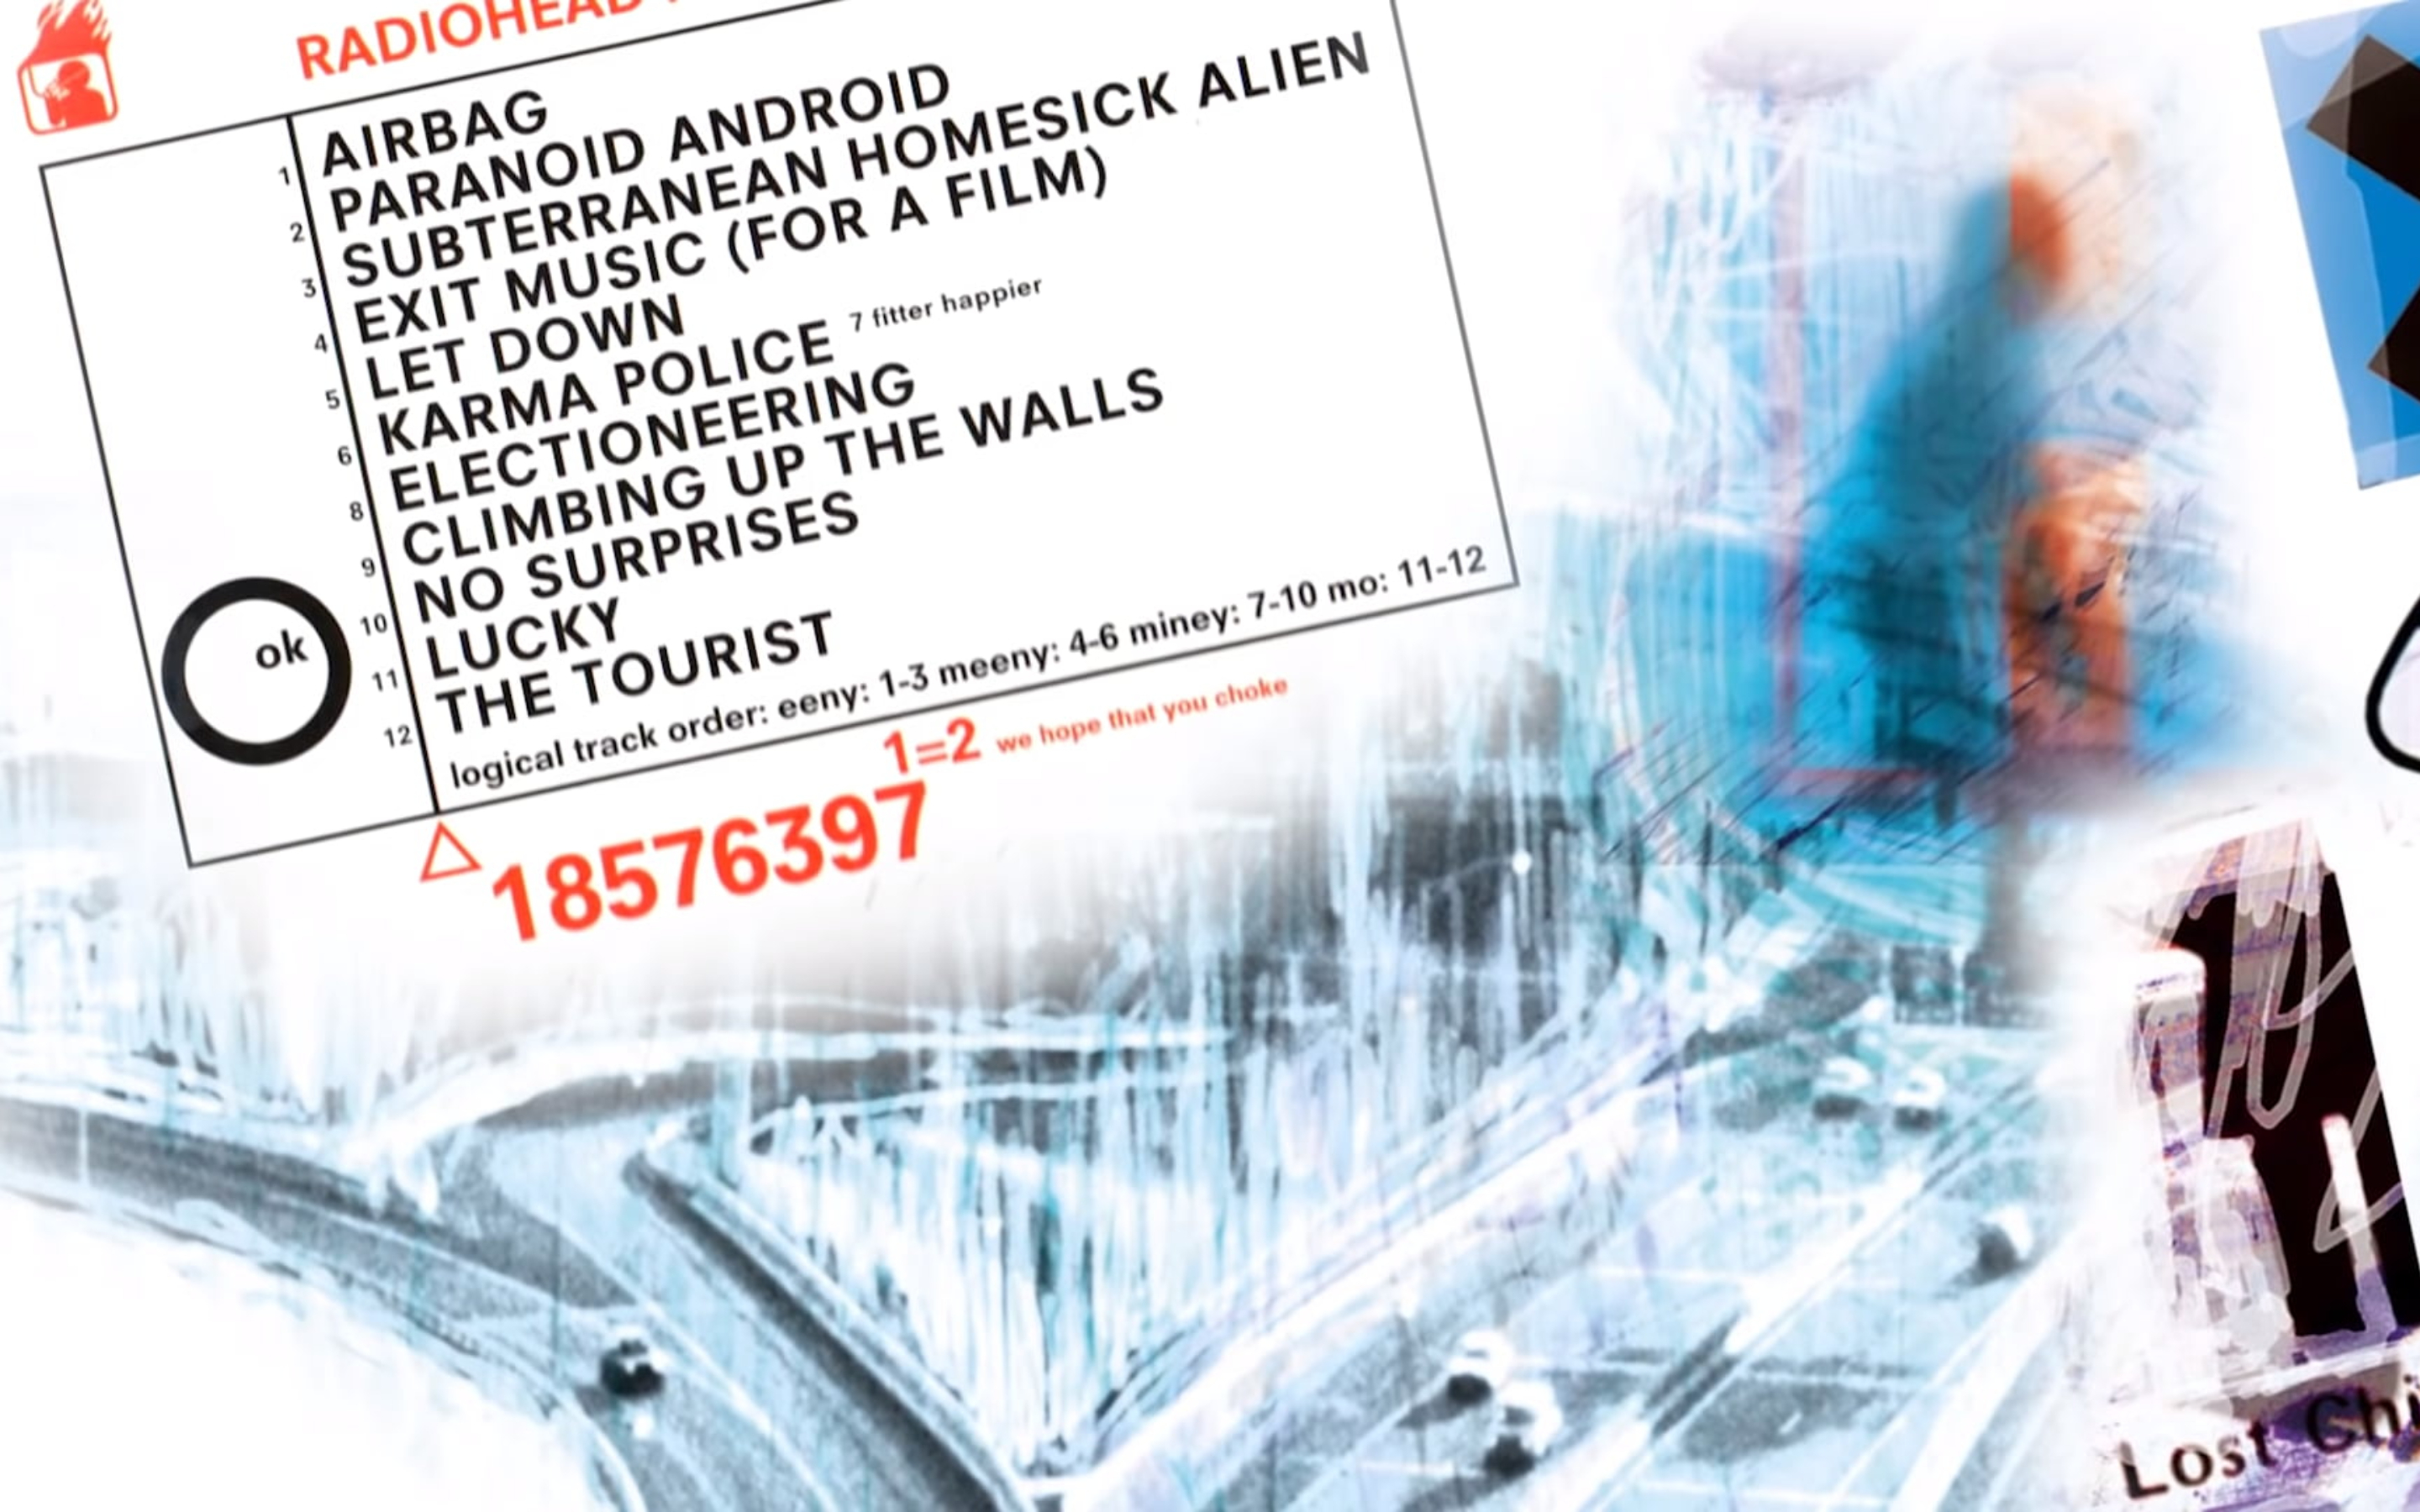 RADIOHEAD
1 AIRBAG
2 PARANOID ANDROID
3 SUBTERRANEAN HOMESICK ALIEN
4 EXIT MUSIC (FOR A FILM)
5 LET DOWN
6 KARMA POLICE 7 fitter happier
8 ELECTIONEERING
9 CLIMBING UP THE WALLS
10 NO SURPRISES
11 LUCKY
12 THE TOURIST
ok
logical track order: eeny: 1-3 meeny: 4-6 miney: 7-10 mo: 11-12
1=2 we hope that you choke
18576397
Lost